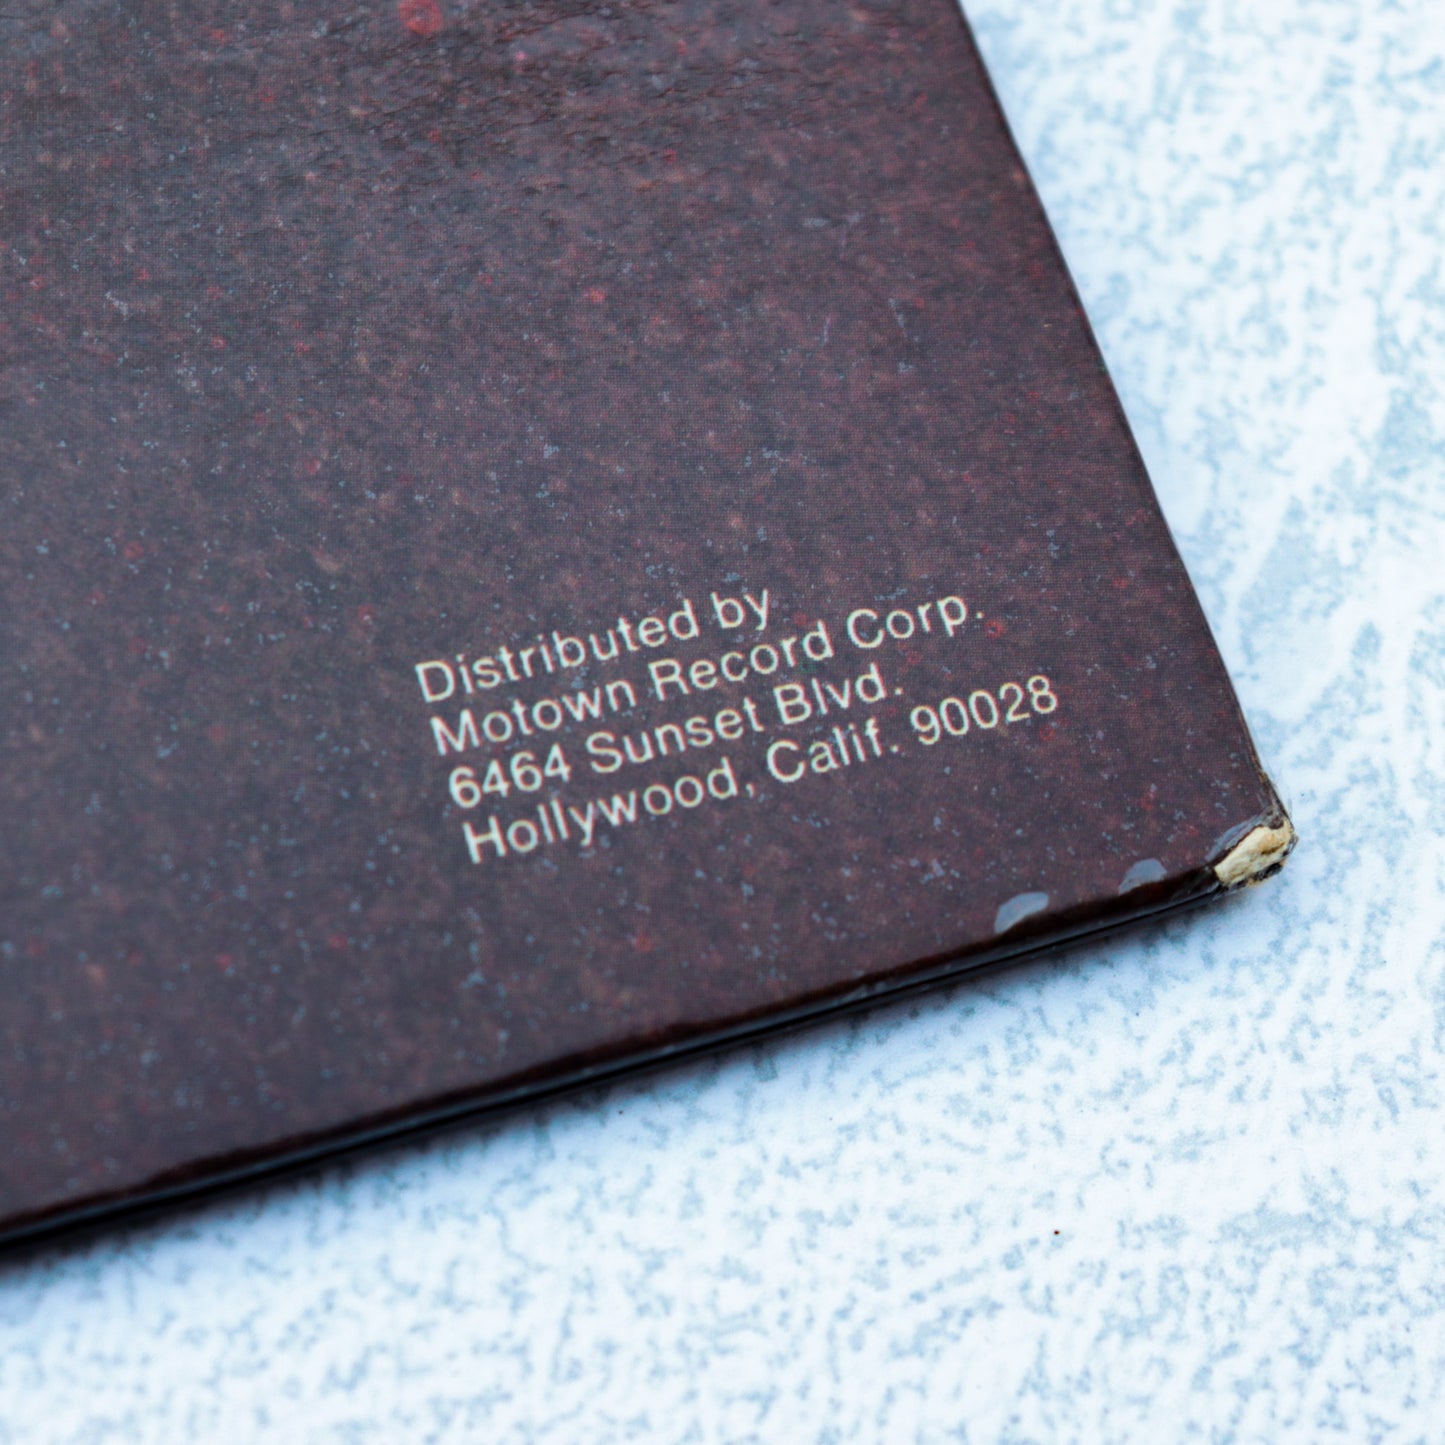 Distributed by
Motown Record Corp.
6464 Sunset Blvd.
Hollywood, Calif. 90028